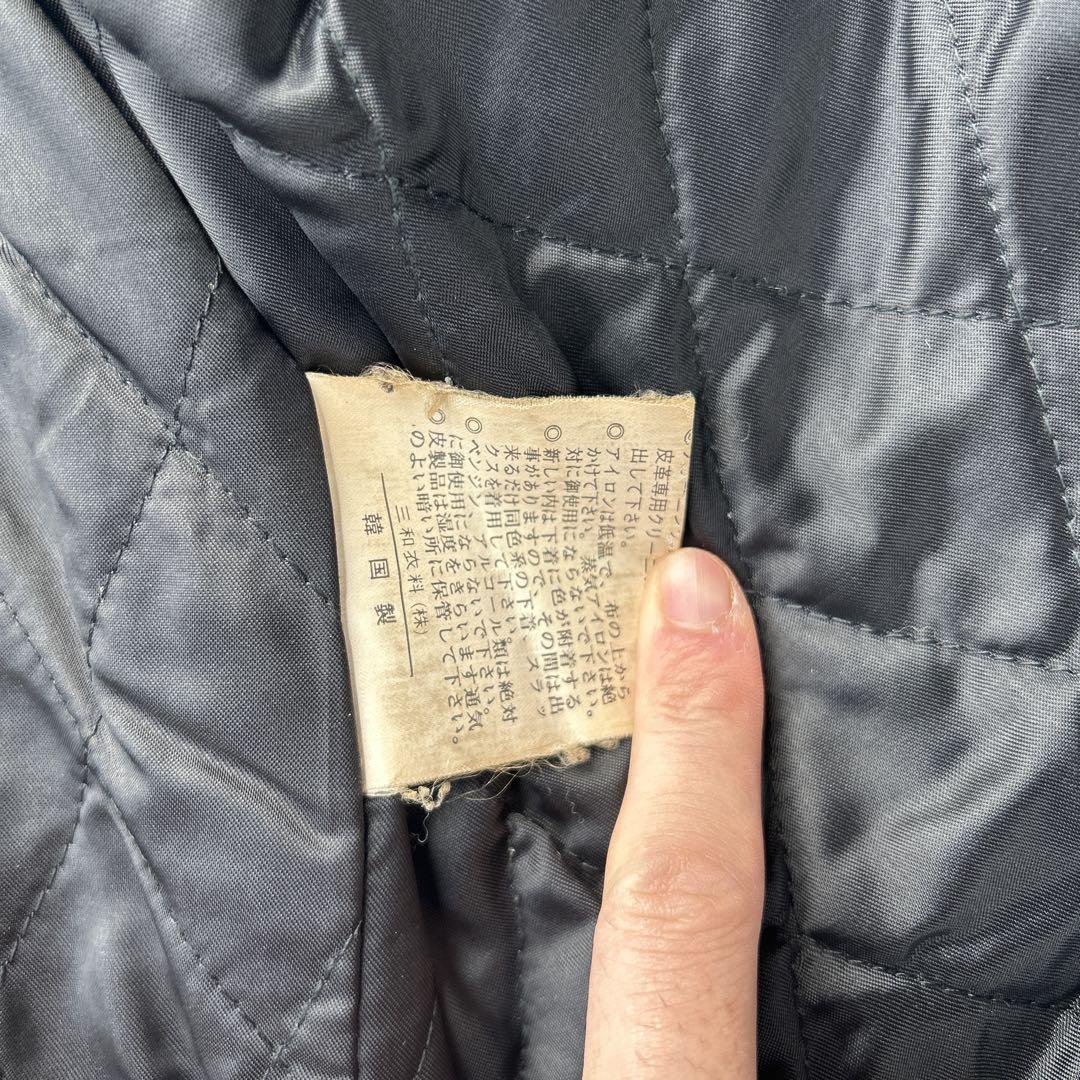 皮革専用クリーニ
出して下さい。
◎アイロンは低温で、布の上から
かけて下さい。蒸気アイロンは絶
対に御使用にならないで下さい。
◎新しい内は下着に色が附着する
事がありますので、その間は出
来るだけ同色系の下着 スラッ
クスを着用して下さい。
◎ベンジン、アルコール類は絶対
に御使用にならないで下さい。
◎皮製品は湿度をきらいます通気
のよい暗い所に保管して下さい。
三和衣料(株)
韓国製